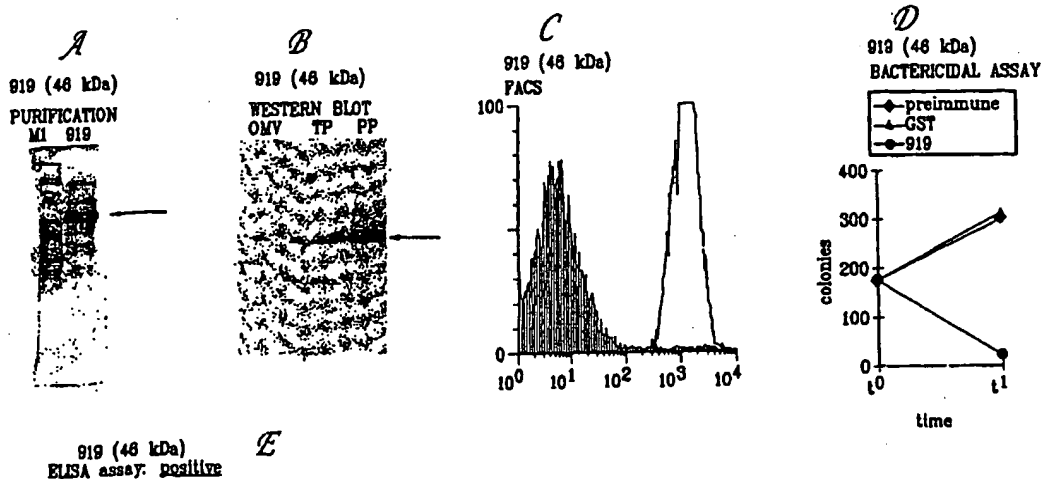 A
919 (46 kDa)
PURIFICATION
M1 919
B
919 (46 kDa)
WESTERN BLOT
OMV TP PP
C
919 (46 kDa)
FACS
100
0
10^0 10^1 10^2 10^3 10^4
D
919 (46 kDa)
BACTERICIDAL ASSAY
preimmune
GST
919
400
300
200
100
0
colonies
t^0 t^1
time
E
919 (46 kDa)
ELISA assay: positive